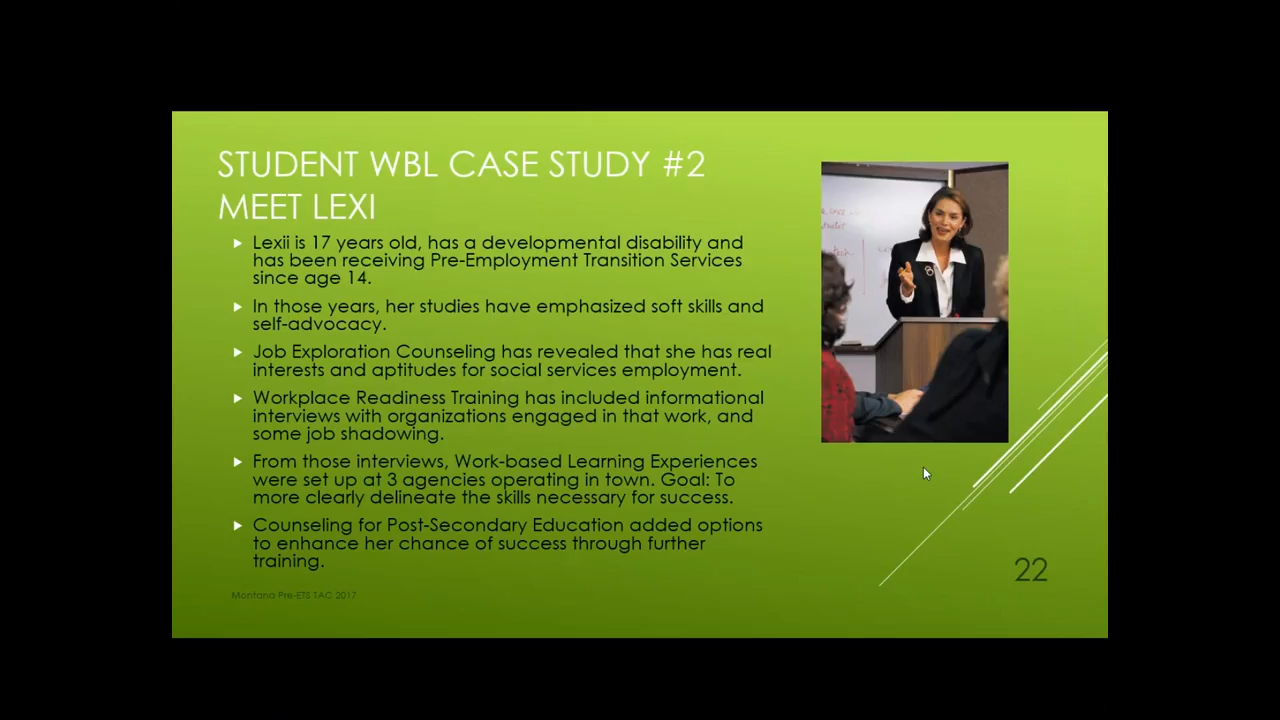 STUDENT WBL CASE STUDY #2
MEET LEXI
Lexii is 17 years old, has a developmental disability and
has been receiving Pre-Employment Transition Services
since age 14.
In those years, her studies have emphasized soft skills and
self-advocacy.
Job Exploration Counseling has revealed that she has real
interests and aptitudes for social services employment.
Workplace Readiness Training has included informational
interviews with organizations engaged in that work, and
some job shadowing.
From those interviews, Work-based Learning Experiences
were set up at 3 agencies operating in town. Goal: To
more clearly delineate the skills necessary for success.
Counseling for Post-Secondary Education added options
to enhance her chance of success through further
training.
22
Montana Pre-ETS TAC 2017